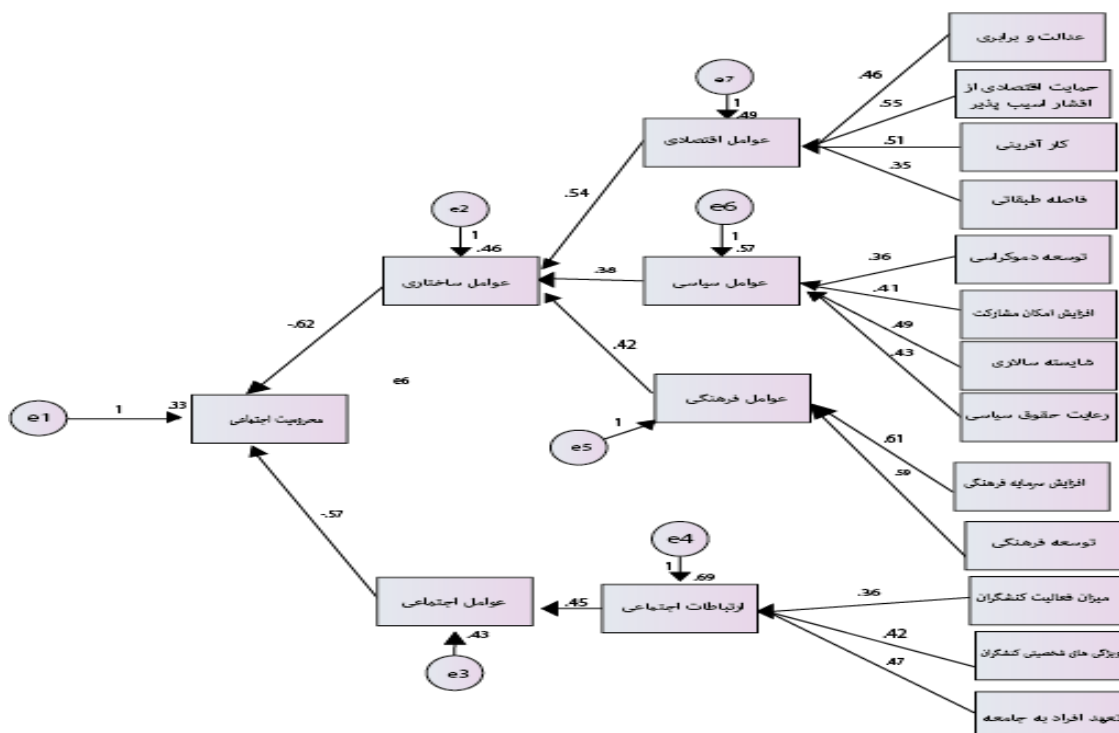 عدالت و برابری
.46
e7
حمایت اقتصادی از
اقشار اسیب پذیر
.55
1
.49
عوامل اقتصادی
کار آفرینی
.51
.35
فاصله طبقاتی
.54
e2
e6
1
.46
1
.57
توسعه دموکراسی
.36
عوامل ساختاری
.38
عوامل سیاسی
.41
افزایش امکان مشارکت
.49
شایسته سالاری
.43
-.62
.42
e6
عوامل فرهنگی
رعایت حقوق سیاسی
e1
1
.33
محرومیت اجتماعی
1
e5
.61
افزایش سرمایه فرهنگی
.59
توسعه فرهنگی
-.57
e4
1
.69
عوامل اجتماعی
.45
ارتباطات اجتماعی
.36
میزان فعالیت کنشگران
.43
e3
.42
ویژگی های شخصیتی کنشگران
.47
تعهد افراد به جامعه